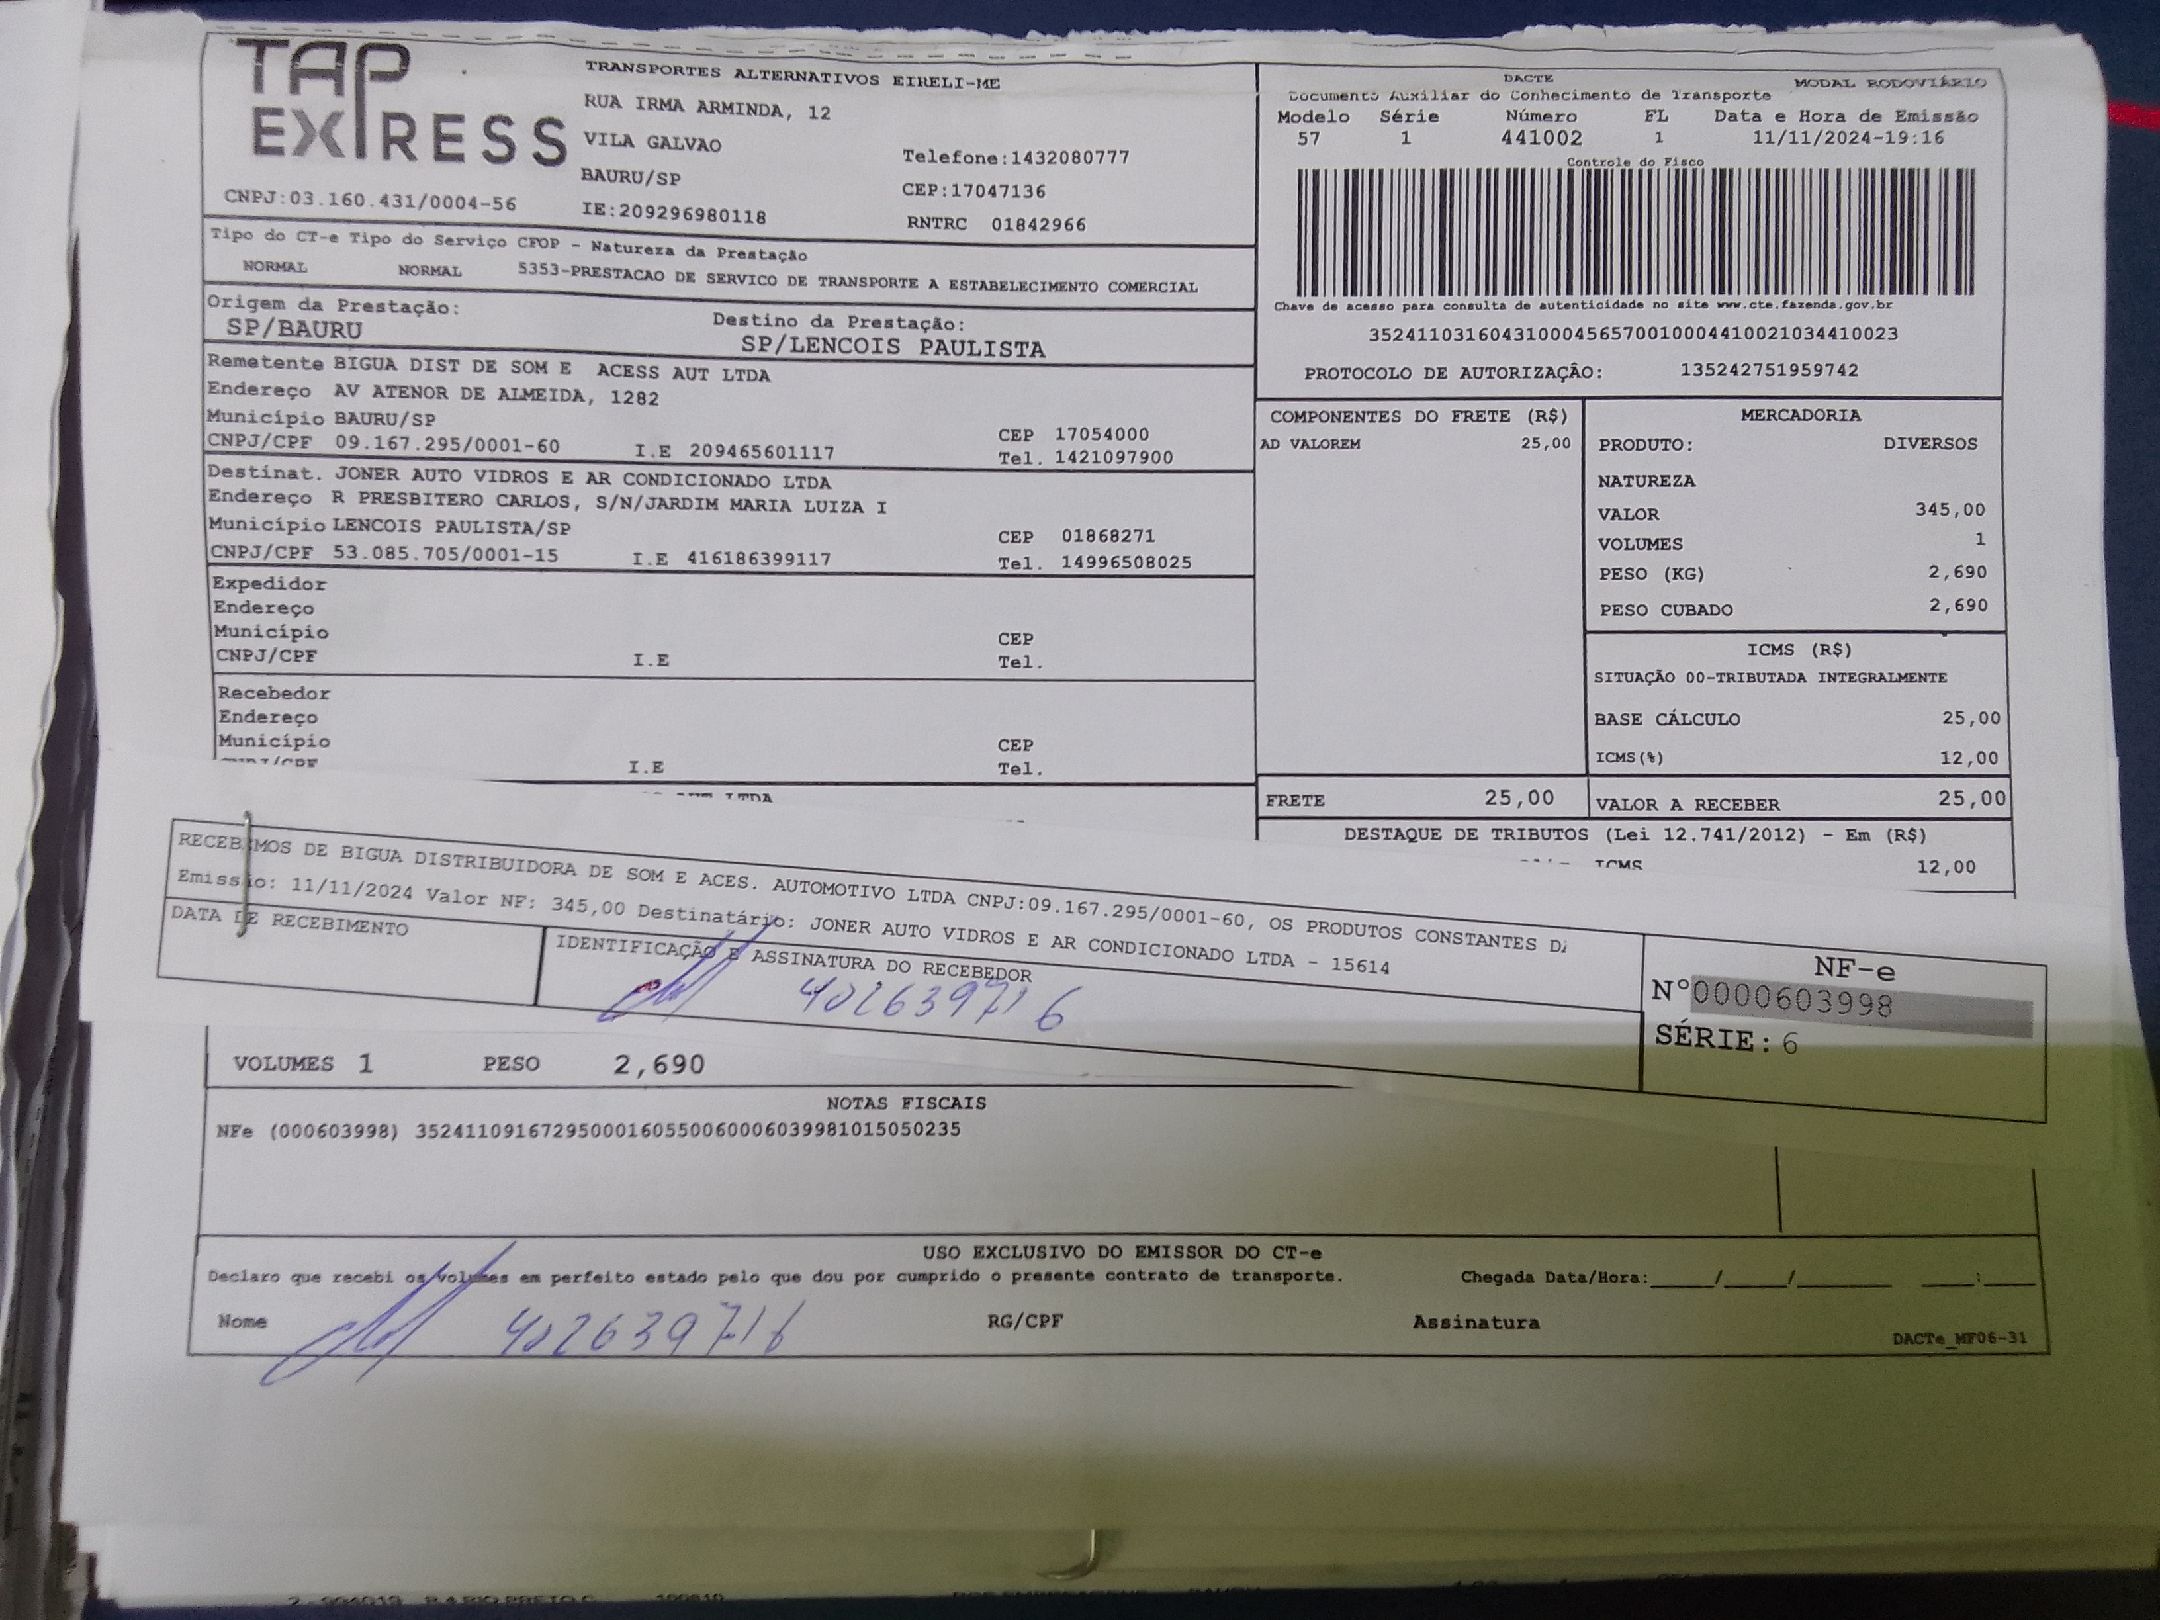 TAP EXPRESS
TRANSPORTES ALTERNATIVOS EIRELI-ME
RUA IRMA ARMINDA, 12
VILA GALVAO
BAURU/SP
Telefone:1432080777
CEP:17047136
CNPJ:03.160.431/0004-56
IE:209296980118
RNTRC 01842966
Tipo do CT-e Tipo do Serviço CFOP - Natureza da Prestação
NORMAL NORMAL 5353-PRESTACAO DE SERVICO DE TRANSPORTE A ESTABELECIMENTO COMERCIAL
Origem da Prestação: Destino da Prestação:
SP/BAURU SP/LENCOIS PAULISTA
Remetente BIGUA DIST DE SOM E ACESS AUT LTDA
Endereço AV ATENOR DE ALMEIDA, 1282
Município BAURU/SP CEP 17054000
CNPJ/CPF 09.167.295/0001-60 I.E 209465601117 Tel. 1421097900
Destinat. JONER AUTO VIDROS E AR CONDICIONADO LTDA
Endereço R PRESBITERO CARLOS, S/N/JARDIM MARIA LUIZA I
Município LENCOIS PAULISTA/SP CEP 01868271
CNPJ/CPF 53.085.705/0001-15 I.E 416186399117 Tel. 14996508025
Expedidor
Endereço
Município CEP
CNPJ/CPF I.E Tel.
Recebedor
Endereço
Município CEP
CNPJ/CPF I.E Tel.
AUT LTDA
DACTE MODAL RODOVIÁRIO
Documento Auxiliar do Conhecimento de Transporte
Modelo Série Número FL Data e Hora de Emissão
57 1 441002 1 11/11/2024-19:16
Controle do Fisco
Chave de acesso para consulta de autenticidade no site www.cte.fazenda.gov.br
35241103160431000456570010004410021034410023
PROTOCOLO DE AUTORIZAÇÃO: 135242751959742
COMPONENTES DO FRETE (R$)
AD VALOREM 25,00
MERCADORIA
PRODUTO: DIVERSOS
NATUREZA
VALOR 345,00
VOLUMES 1
PESO (KG) 2,690
PESO CUBADO 2,690
ICMS (R$)
SITUAÇÃO 00-TRIBUTADA INTEGRALMENTE
BASE CÁLCULO 25,00
ICMS(%) 12,00
FRETE 25,00 VALOR A RECEBER 25,00
DESTAQUE DE TRIBUTOS (Lei 12.741/2012) - Em (R$)
ICMS 12,00
RECEBEMOS DE BIGUA DISTRIBUIDORA DE SOM E ACES. AUTOMOTIVO LTDA CNPJ:09.167.295/0001-60, OS PRODUTOS CONSTANTES DA
Emissão: 11/11/2024 Valor NF: 345,00 Destinatário: JONER AUTO VIDROS E AR CONDICIONADO LTDA - 15614
DATA DE RECEBIMENTO IDENTIFICAÇÃO E ASSINATURA DO RECEBEDOR
402639716
NF-e
N°0000603998
SÉRIE: 6
VOLUMES 1 PESO 2,690
NOTAS FISCAIS
NFe (000603998) 35241109167295000160550060006039981015050235
USO EXCLUSIVO DO EMISSOR DO CT-e
Declaro que recebi os volumes em perfeito estado pelo que dou por cumprido o presente contrato de transporte. Chegada Data/Hora:____/____/________ ____:____
Nome 402639716 RG/CPF Assinatura
DACTe_MF06-31